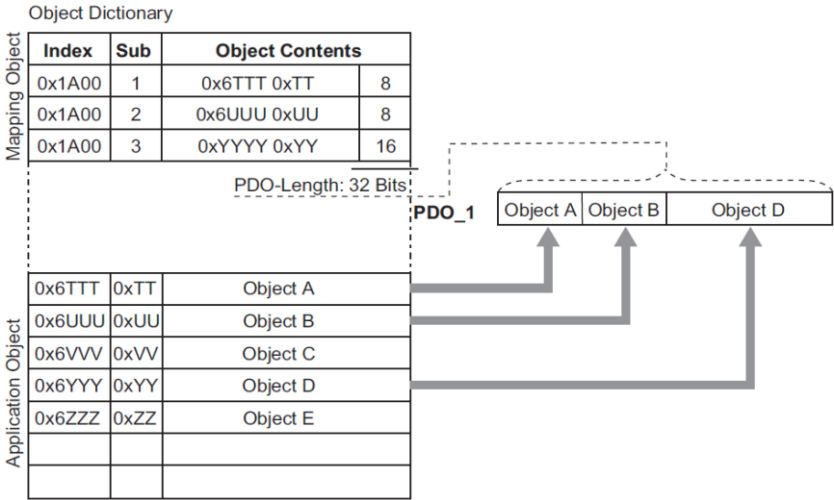 Object Dictionary
Mapping Object
Index Sub Object Contents
0x1A00 1 0x6TTT 0xTT 8
0x1A00 2 0x6UUU 0xUU 8
0x1A00 3 0xYYYY 0xYY 16
PDO-Length: 32 Bits
PDO_1 Object A Object B Object D
Application Object
0x6TTT 0xTT Object A
0x6UUU 0xUU Object B
0x6VVV 0xVV Object C
0x6YYY 0xYY Object D
0x6ZZZ 0xZZ Object E